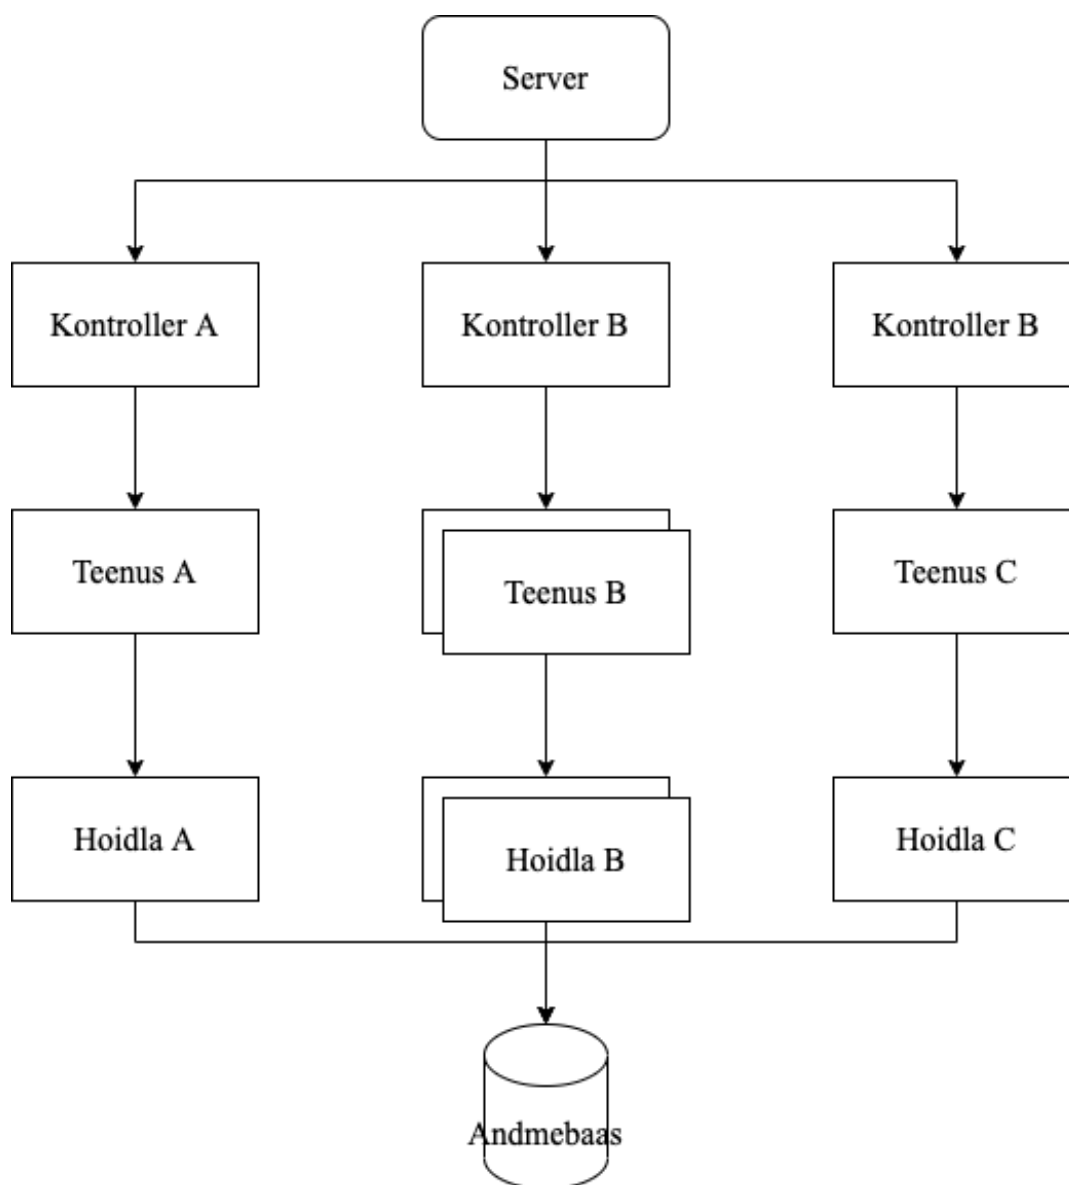 Server
Kontroller A
Kontroller B
Kontroller B
Teenus A
Teenus B
Teenus C
Hoidla A
Hoidla B
Hoidla C
Andmebaas